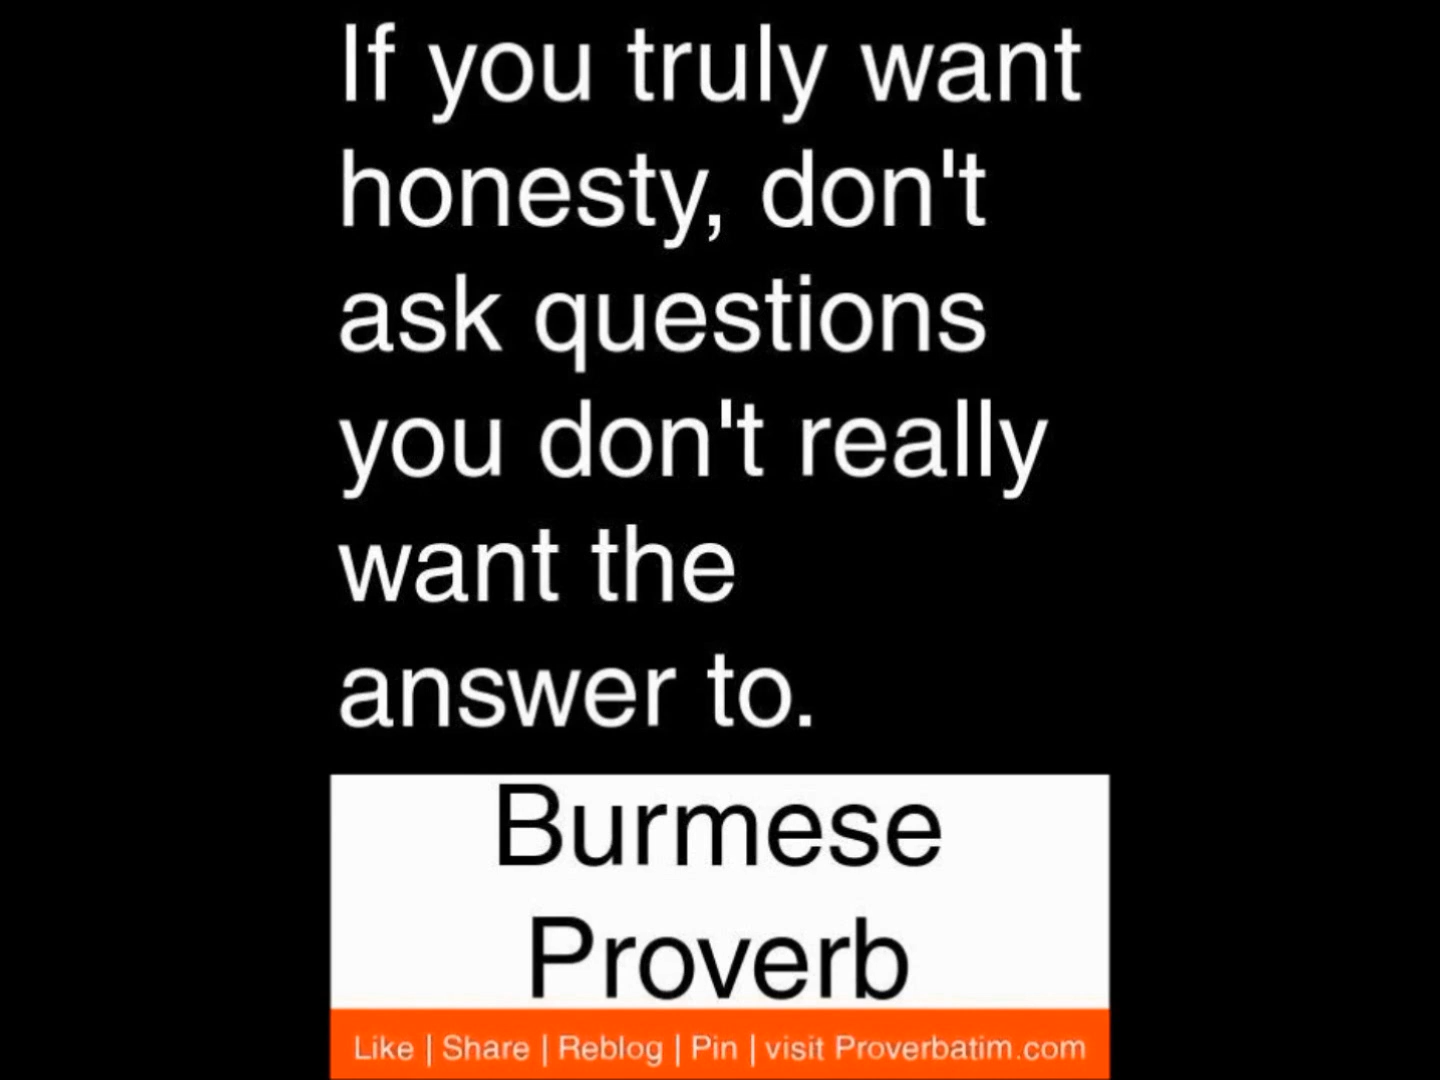 If you truly want
honesty, don't
ask questions
you don't really
want the
answer to.
Burmese
Proverb
Like | Share | Reblog | Pin | visit Proverbatim.com